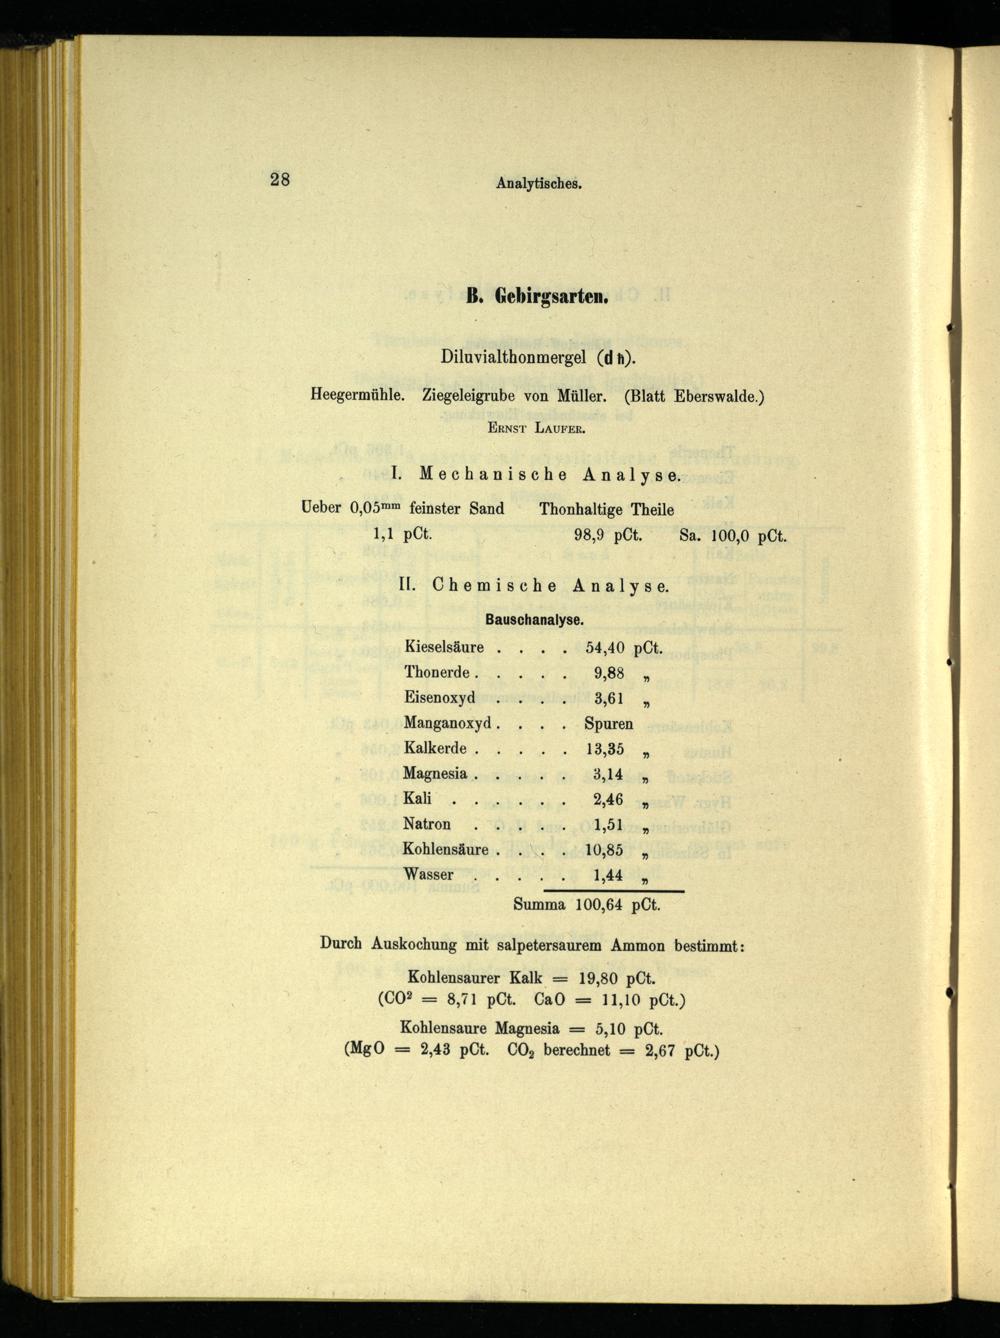 28
Analytisches.
B. Gebirgsarten.
Diluvialthonmergel (dh).
Heegermühle. Ziegeleigrube von Müller. (Blatt Eberswalde.)
Ernst Laufer.
I. Mechanische Analyse.
Ueber 0,05mm feinster Sand Thonhaltige Theile
1,1 pCt. 98,9 pCt. Sa. 100,0 pCt.
II. Chemische Analyse.
Bauschanalyse.
Kieselsäure . . . . 54,40 pCt.
Thonerde . . . . . 9,88 „
Eisenoxyd . . . . 3,61 „
Manganoxyd . . . . Spuren
Kalkerde . . . . . 13,35 „
Magnesia . . . . . 3,14 „
Kali . . . . . . 2,46 „
Natron . . . . . 1,51 „
Kohlensäure . . . . 10,85 „
Wasser . . . . . 1,44 „
Summa 100,64 pCt.
Durch Auskochung mit salpetersaurem Ammon bestimmt:
Kohlensaurer Kalk = 19,80 pCt.
(CO² = 8,71 pCt. CaO = 11,10 pCt.)
Kohlensaure Magnesia = 5,10 pCt.
(MgO = 2,43 pCt. CO₂ berechnet = 2,67 pCt.)